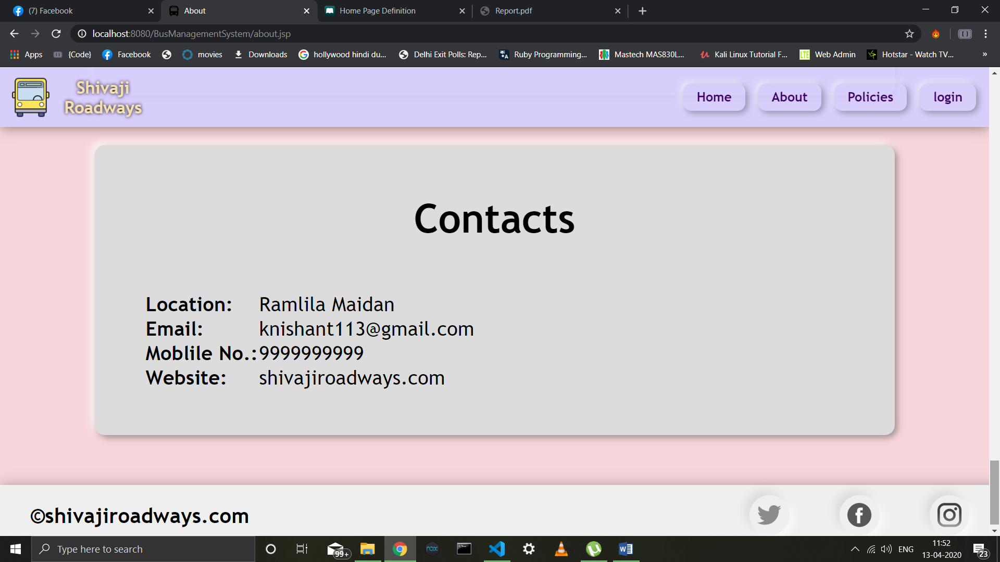 (7) Facebook
About
Home Page Definition
Report.pdf
localhost:8080/BusManagementSystem/about.jsp
Apps
{Code}
Facebook
movies
Downloads
hollywood hindi du...
Delhi Exit Polls: Rep...
Ruby Programming...
Mastech MAS830L...
Kali Linux Tutorial F...
LTE
Web Admin
Hotstar - Watch TV...
»
Shivaji
Roadways
Home
About
Policies
login
Contacts
Location: Ramlila Maidan
Email: knishant113@gmail.com
Moblile No.: 9999999999
Website: shivajiroadways.com
©shivajiroadways.com
Type here to search
99+
nox
ENG
11:52
13-04-2020
23